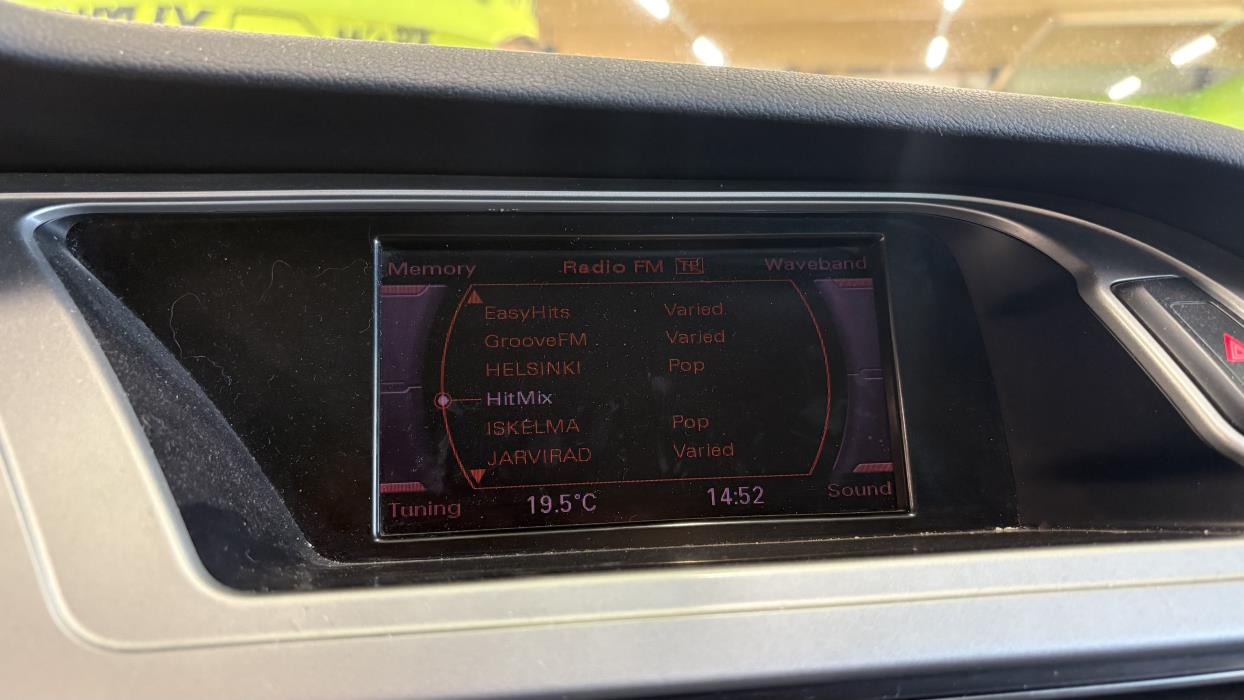 Memory Radio FM TP Waveband
EasyHits Varied
GrooveFM Varied
HELSINKI Pop
HitMix
ISKELMA Pop
JARVIRAD Varied
Tuning 19.5°C 14:52 Sound